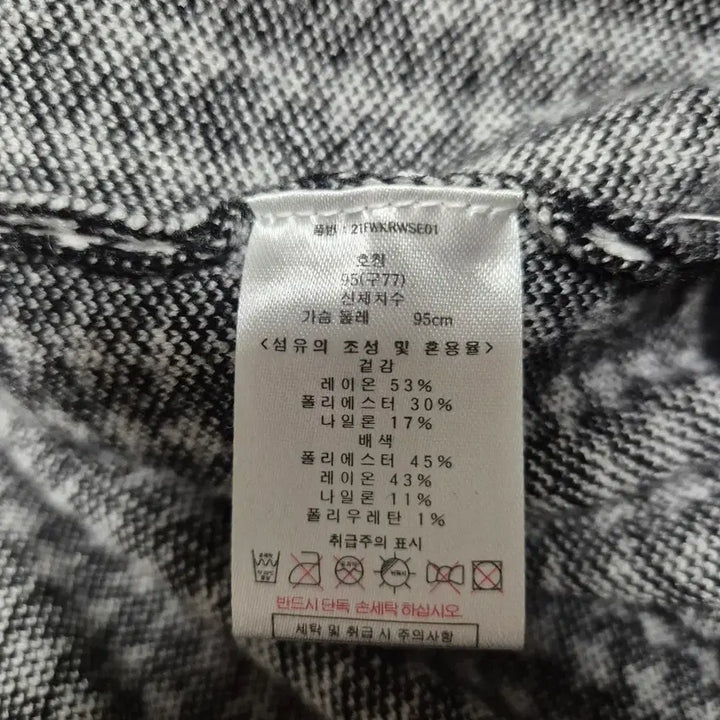 품번 : 21FWKRWSE01
호칭
95(구77)
신체치수
가슴 둘레 95cm
<섬유의 조성 및 혼용율>
겉감
레이온 53%
폴리에스터 30%
나일론 17%
배색
폴리에스터 45%
레이온 43%
나일론 11%
폴리우레탄 1%
취급주의 표시
반드시 단독 손세탁 하십시오.
세탁 및 취급 시 주의사항